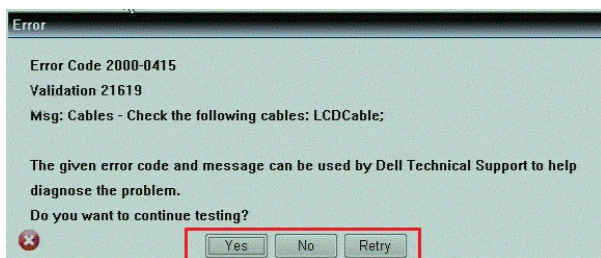 Error
Error Code 2000-0415
Validation 21619
Msg: Cables - Check the following cables: LCDCable;
The given error code and message can be used by Dell Technical Support to help
diagnose the problem.
Do you want to continue testing?
Yes No Retry